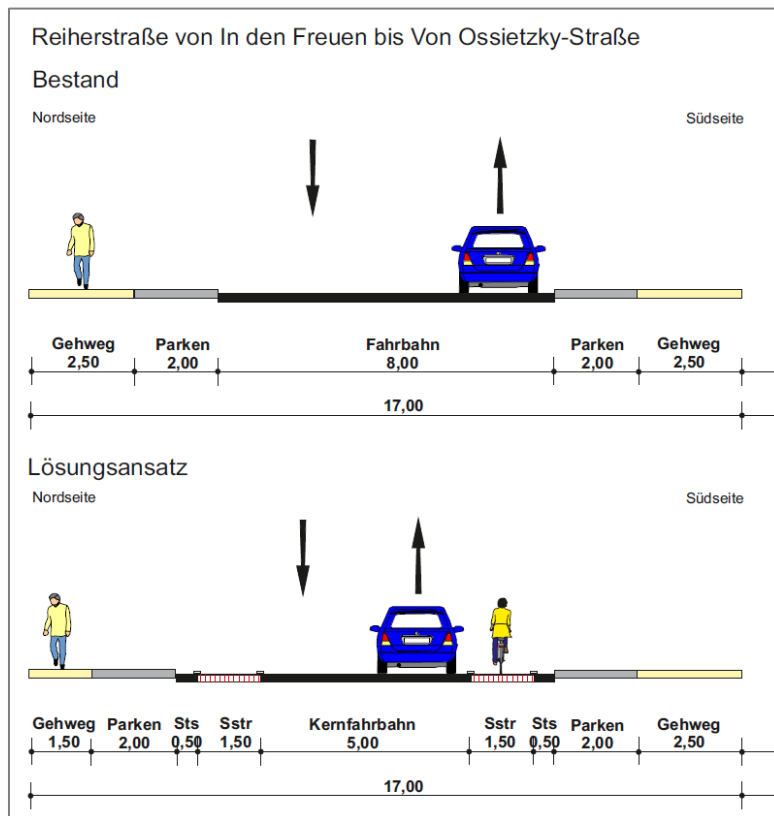 Reiherstraße von In den Freuen bis Von Ossietzky-Straße
Bestand
Nordseite Südseite
Gehweg Parken Fahrbahn Parken Gehweg
2,50 2,00 8,00 2,00 2,50
17,00
Lösungsansatz
Nordseite Südseite
Gehweg Parken Sts Sstr Kernfahrbahn Sstr Sts Parken Gehweg
1,50 2,00 0,50 1,50 5,00 1,50 0,50 2,00 2,50
17,00